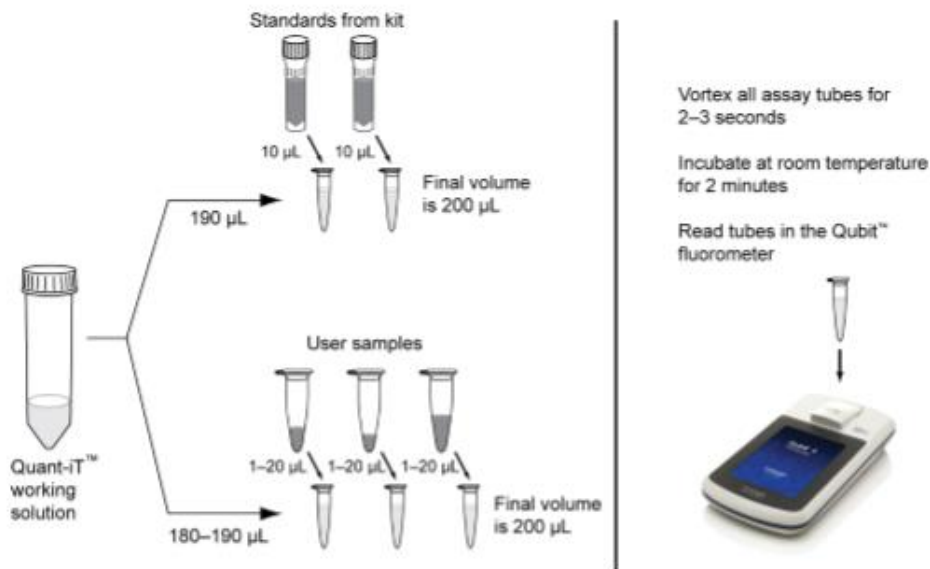 Standards from kit
10 µL
10 µL
Final volume
is 200 µL
190 µL
Quant-iT™
working
solution
User samples
1–20 µL
1–20 µL
1–20 µL
Final volume
is 200 µL
180–190 µL
Vortex all assay tubes for
2–3 seconds
Incubate at room temperature
for 2 minutes
Read tubes in the Qubit™
fluorometer